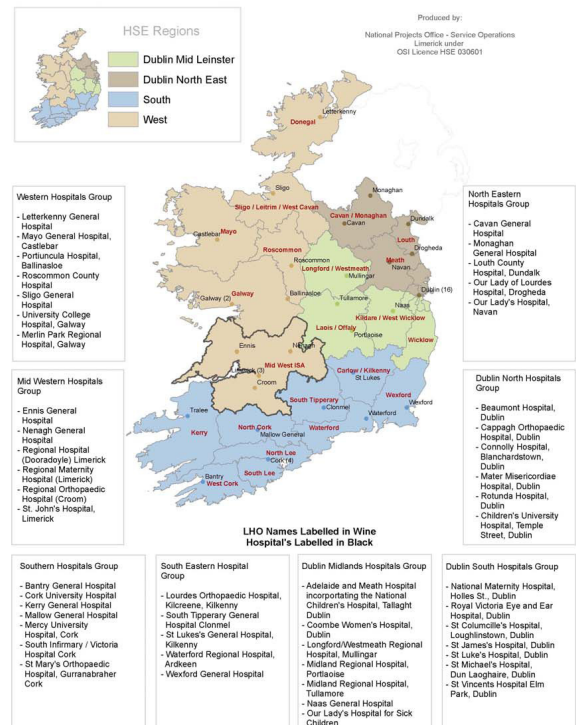 HSE Regions
Dublin Mid Leinster
Dublin North East
South
West
Produced by:
National Projects Office - Service Operations
Limerick under
OSI Licence HSE 030601
Letterkenny
Donegal
Sligo
Sligo / Leitrim / West Cavan
Monaghan
Cavan / Monaghan
Cavan
Dundalk
Castlebar
Mayo
Louth
Drogheda
Roscommon
Meath
Navan
Roscommon
Longford / Westmeath
Mullingar
Dublin (16)
Galway (2)
Galway
Ballinasloe
Tullamore
Naas
Kildare / West Wicklow
Laois / Offaly
Portlaoise
Wicklow
Ennis
Nenagh
Mid West ISA
Limerick (3)
Croom
Carlow / Kilkenny
St Lukes
South Tipperary
Clonmel
Wexford
Wexford
Tralee
Kerry
North Cork
Mallow General
Waterford
Waterford
North Lee
Cork (4)
South Lee
Bantry
West Cork
LHO Names Labelled in Wine
Hospital's Labelled in Black
Western Hospitals Group
- Letterkenny General
Hospital
- Mayo General Hospital,
Castlebar
- Portiuncula Hospital,
Ballinasloe
- Roscommon County
Hospital
- Sligo General
Hospital
- University College
Hospital, Galway
- Merlin Park Regional
Hospital, Galway
Mid Western Hospitals
Group
- Ennis General
Hospital
- Nenagh General
Hospital
- Regional Hospital
(Dooradoyle) Limerick
- Regional Maternity
Hospital (Limerick)
- Regional Orthopaedic
Hospital (Croom)
- St. John's Hospital,
Limerick
North Eastern
Hospitals Group
- Cavan General
Hospital
- Monaghan
General Hospital
- Louth County
Hospital, Dundalk
- Our Lady of Lourdes
Hospital, Drogheda
- Our Lady's Hospital,
Navan
Dublin North Hospitals
Group
- Beaumont Hospital,
Dublin
- Cappagh Orthopaedic
Hospital, Dublin
- Connolly Hospital,
Blanchardstown,
Dublin
- Mater Misericordiae
Hospital, Dublin
- Rotunda Hospital,
Dublin
- Children's University
Hospital, Temple
Street, Dublin
Southern Hospitals Group
- Bantry General Hospital
- Cork University Hospital
- Kerry General Hospital
- Mallow General Hospital
- Mercy University
Hospital, Cork
- South Infirmary / Victoria
Hospital Cork
- St Mary's Orthopaedic
Hospital, Gurranabraher
Cork
South Eastern Hospital
Group
- Lourdes Orthopaedic Hospital,
Kilcreene, Kilkenny
- South Tipperary General
Hospital Clonmel
- St Lukes's General Hospital,
Kilkenny
- Waterford Regional Hospital,
Ardkeen
- Wexford General Hospital
Dublin Midlands Hospitals Group
- Adelaide and Meath Hospital
incorportating the National
Children's Hospital, Tallaght
Dublin
- Coombe Women's Hospital,
Dublin
- Longford/Westmeath Regional
Hospital, Mullingar
- Midland Regional Hospital,
Portlaoise
- Midland Regional Hospital,
Tullamore
- Naas General Hospital
- Our Lady's Hospital for Sick
Children
Dublin South Hospitals Group
- National Maternity Hospital,
Holles St., Dublin
- Royal Victoria Eye and Ear
Hospital, Dublin
- St Columcille's Hospital,
Loughlinstown, Dublin
- St James's Hospital, Dublin
- St Luke's Hospital, Dublin
- St Michael's Hospital,
Dun Laoghaire, Dublin
- St Vincents Hospital Elm
Park, Dublin